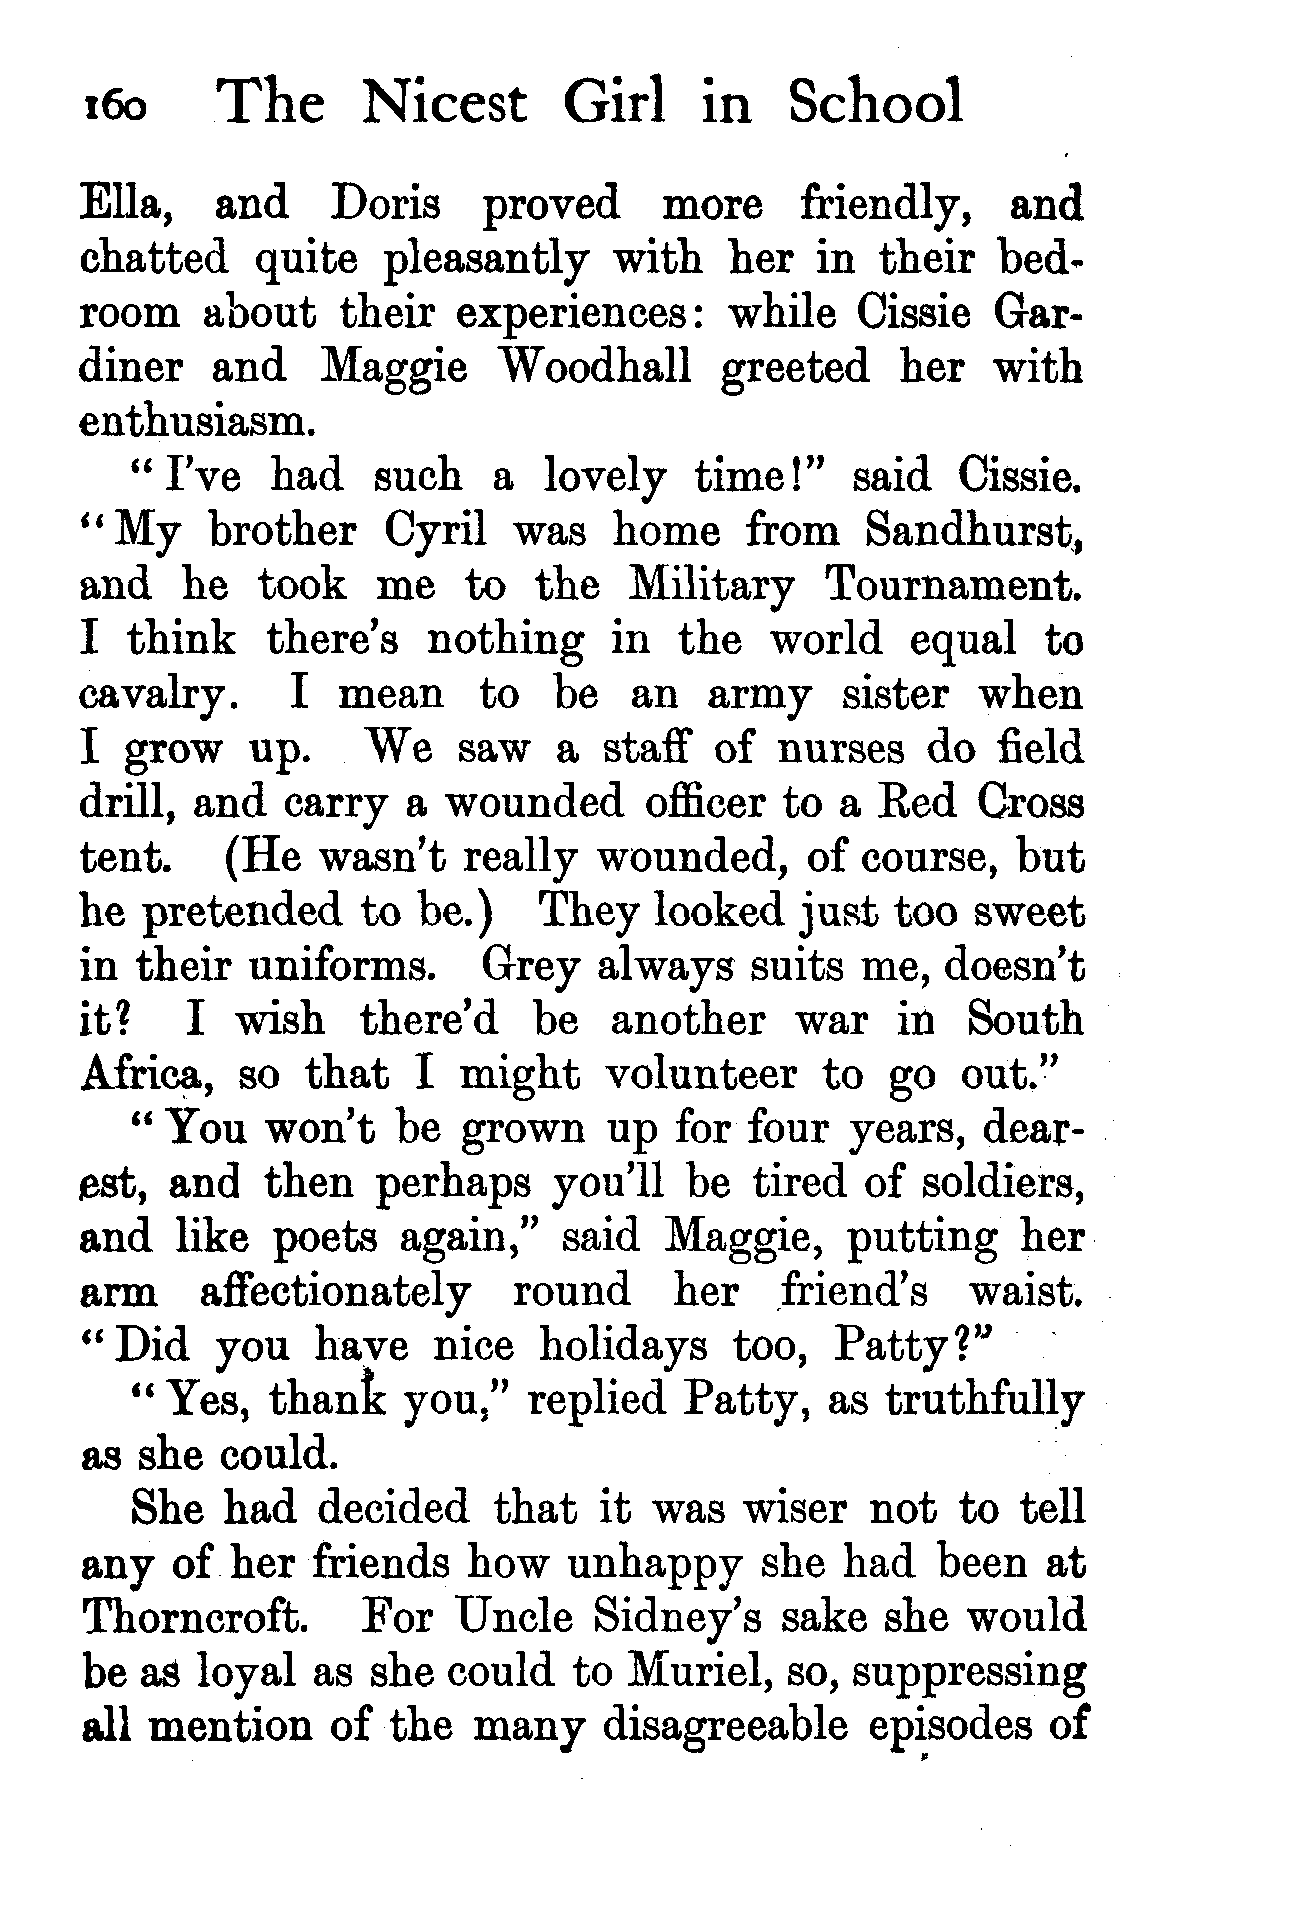 160 The Nicest Girl in School
Ella, and Doris proved more friendly, and
chatted quite pleasantly with her in their bed-
room about their experiences: while Cissie Gar-
diner and Maggie Woodhall greeted her with
enthusiasm.
"I've had such a lovely time!" said Cissie.
"My brother Cyril was home from Sandhurst,
and he took me to the Military Tournament.
I think there's nothing in the world equal to
cavalry. I mean to be an army sister when
I grow up. We saw a staff of nurses do field
drill, and carry a wounded officer to a Red Cross
tent. (He wasn't really wounded, of course, but
he pretended to be.) They looked just too sweet
in their uniforms. Grey always suits me, doesn't
it? I wish there'd be another war in South
Africa, so that I might volunteer to go out."
"You won't be grown up for four years, dear-
est, and then perhaps you'll be tired of soldiers,
and like poets again," said Maggie, putting her
arm affectionately round her friend's waist.
"Did you have nice holidays too, Patty?"
"Yes, thank you," replied Patty, as truthfully
as she could.
She had decided that it was wiser not to tell
any of her friends how unhappy she had been at
Thorncroft. For Uncle Sidney's sake she would
be as loyal as she could to Muriel, so, suppressing
all mention of the many disagreeable episodes of